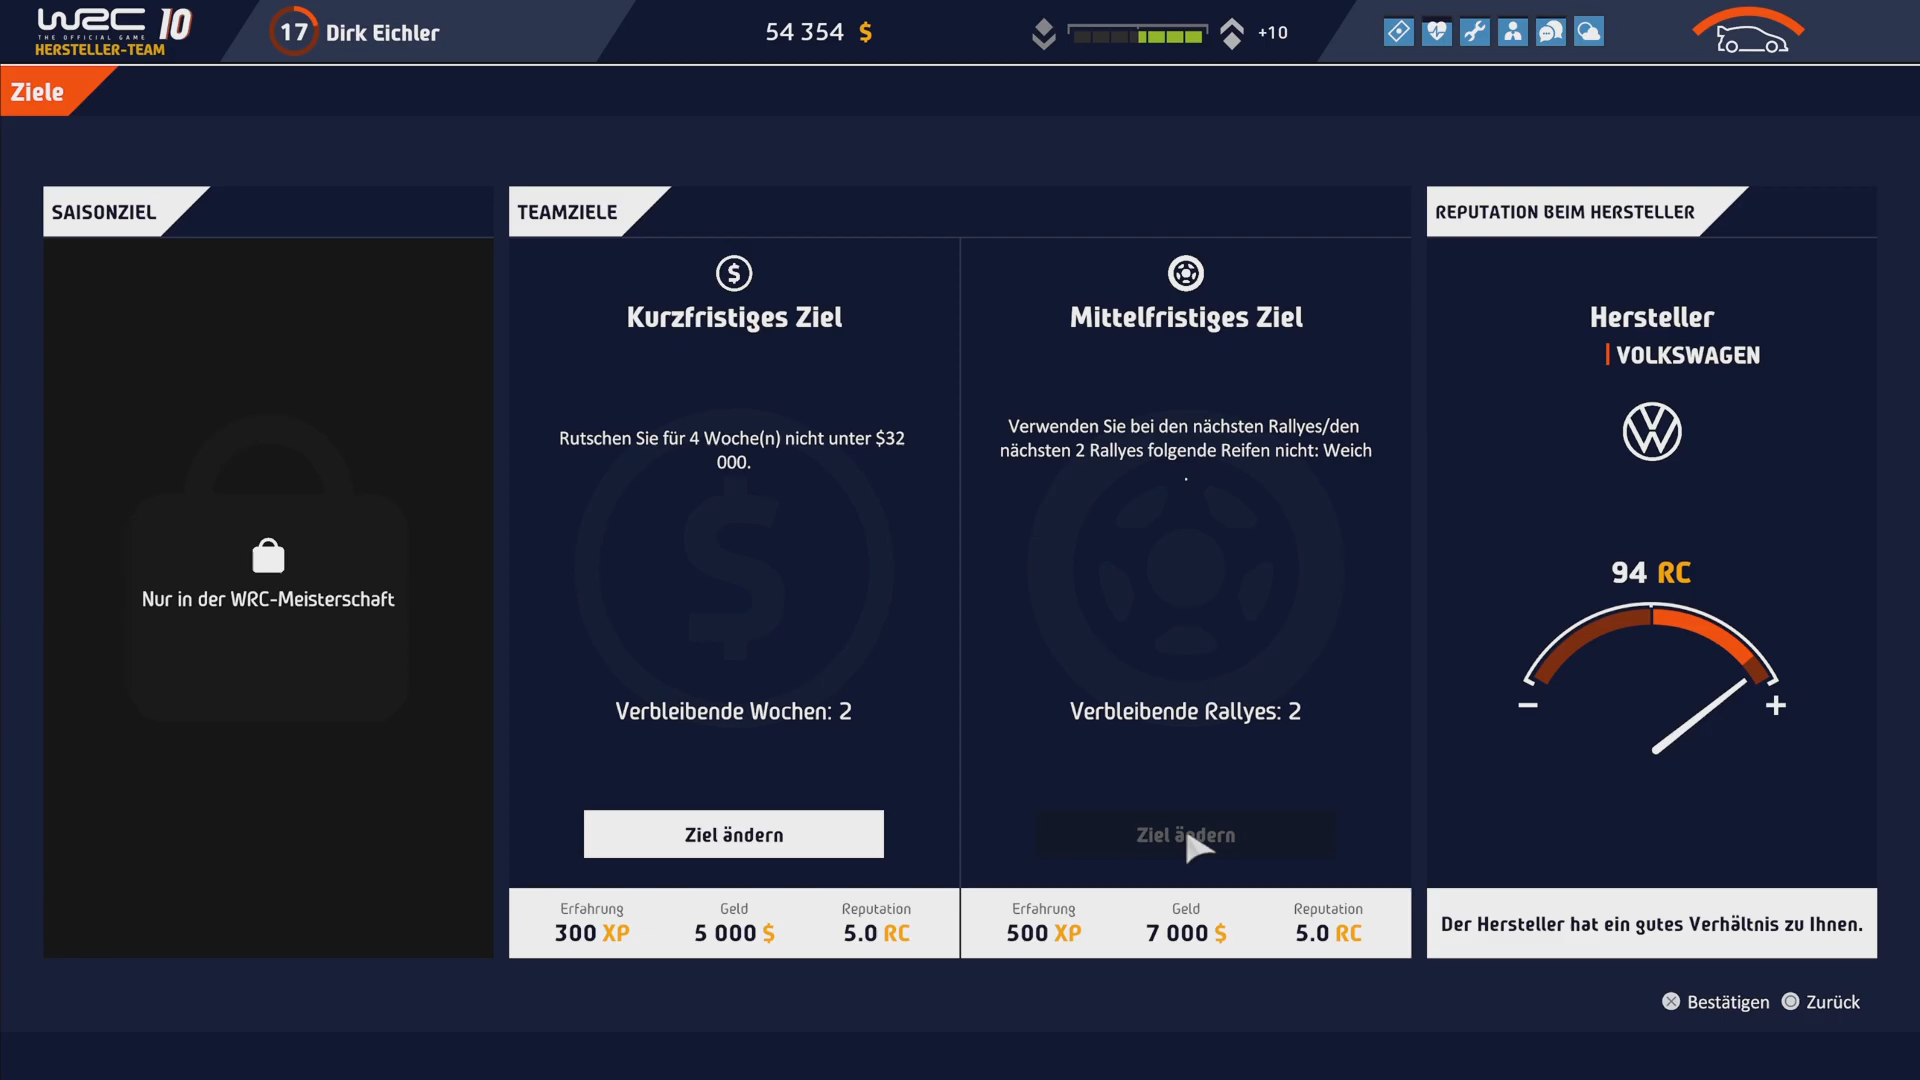 WRC 10
THE OFFICIAL GAME
HERSTELLER-TEAM
17 Dirk Eichler
54 354 $
+10
Ziele
SAISONZIEL
Nur in der WRC-Meisterschaft
TEAMZIELE
$
Kurzfristiges Ziel
Rutschen Sie für 4 Woche(n) nicht unter $32
000.
Verbleibende Wochen: 2
Ziel ändern
Erfahrung Geld Reputation
300 XP 5 000 $ 5.0 RC
Mittelfristiges Ziel
Verwenden Sie bei den nächsten Rallyes/den
nächsten 2 Rallyes folgende Reifen nicht: Weich
.
Verbleibende Rallyes: 2
Ziel ändern
Erfahrung Geld Reputation
500 XP 7 000 $ 5.0 RC
REPUTATION BEIM HERSTELLER
Hersteller
VOLKSWAGEN
94 RC
− +
Der Hersteller hat ein gutes Verhältnis zu Ihnen.
Bestätigen Zurück